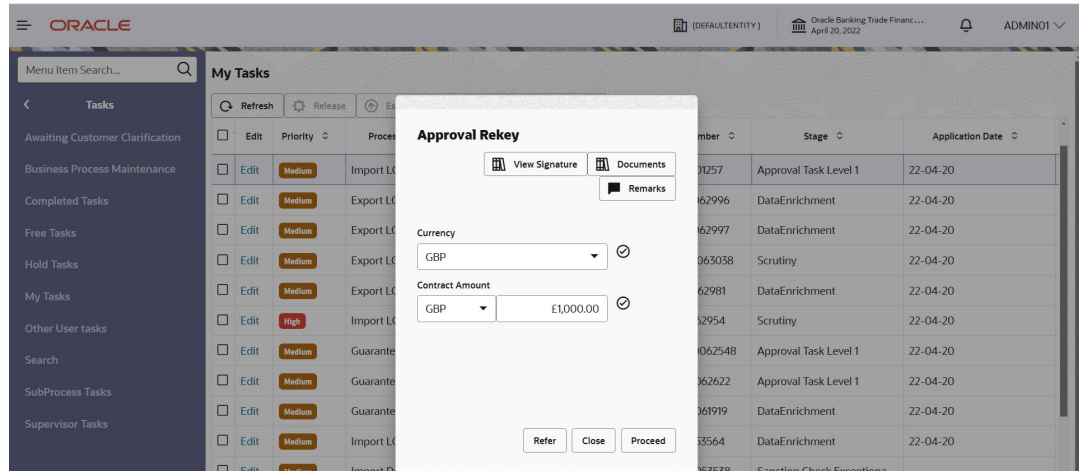 ORACLE
(DEFAULTENTITY )
Oracle Banking Trade Financ...
April 20, 2022
ADMIN01
Menu Item Search...
Tasks
Awaiting Customer Clarification
Business Process Maintenance
Completed Tasks
Free Tasks
Hold Tasks
My Tasks
Other User tasks
Search
SubProcess Tasks
Supervisor Tasks
My Tasks
Refresh Release Es
Edit Priority Proces mber Stage Application Date
Edit Medium Import LC 01257 Approval Task Level 1 22-04-20
Edit Medium Export LC 62996 DataEnrichment 22-04-20
Edit Medium Export LC 62997 DataEnrichment 22-04-20
Edit Medium Export LC 063038 Scrutiny 22-04-20
Edit Medium Export LC 62981 DataEnrichment 22-04-20
Edit High Import LC 52954 Scrutiny 22-04-20
Edit Medium Guarante 062548 Approval Task Level 1 22-04-20
Edit Medium Guarante 62622 Approval Task Level 1 22-04-20
Edit Medium Guarante 61919 DataEnrichment 22-04-20
Edit Medium Import LC 53564 DataEnrichment 22-04-20
Approval Rekey
View Signature Documents
Remarks
Currency
GBP
Contract Amount
GBP £1,000.00
Refer Close Proceed